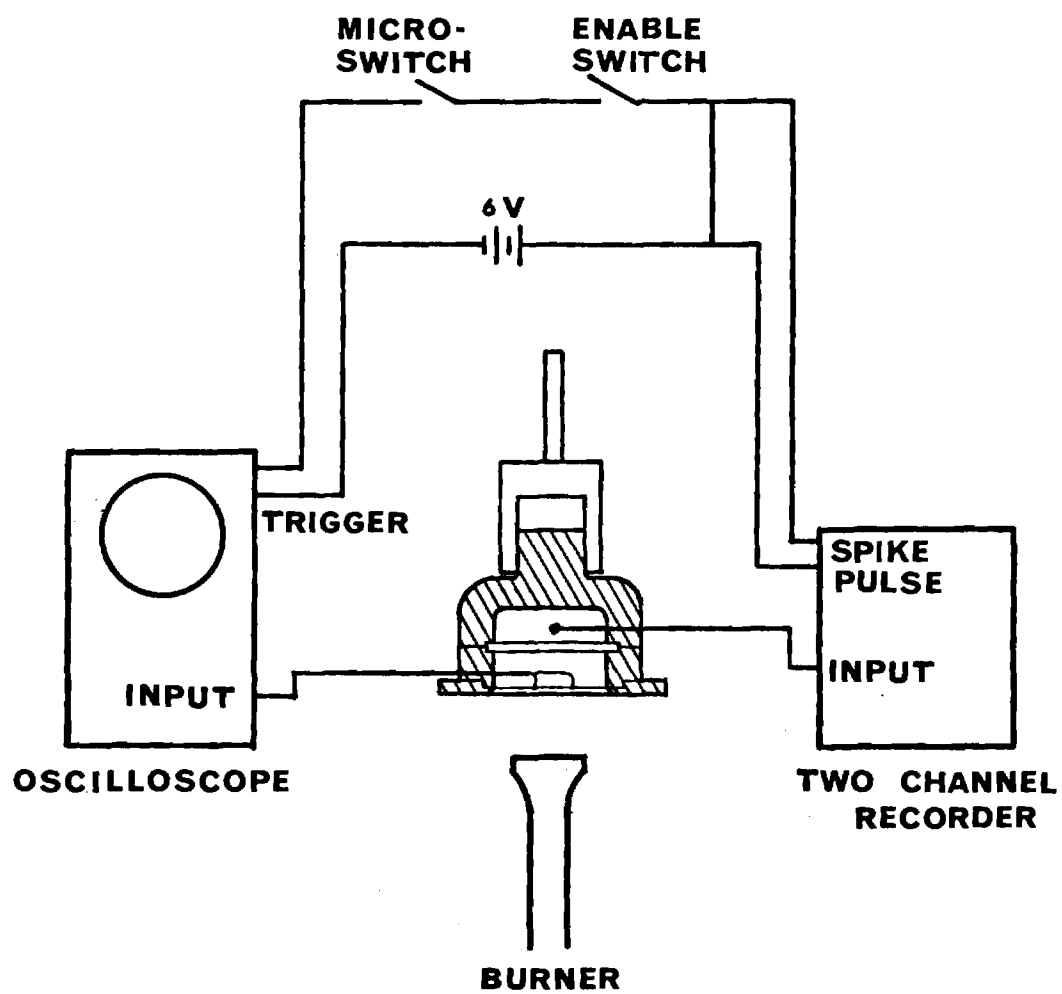 MICRO-
SWITCH
ENABLE
SWITCH
6 V
TRIGGER
SPIKE
PULSE
INPUT
INPUT
OSCILLOSCOPE
TWO CHANNEL
RECORDER
BURNER